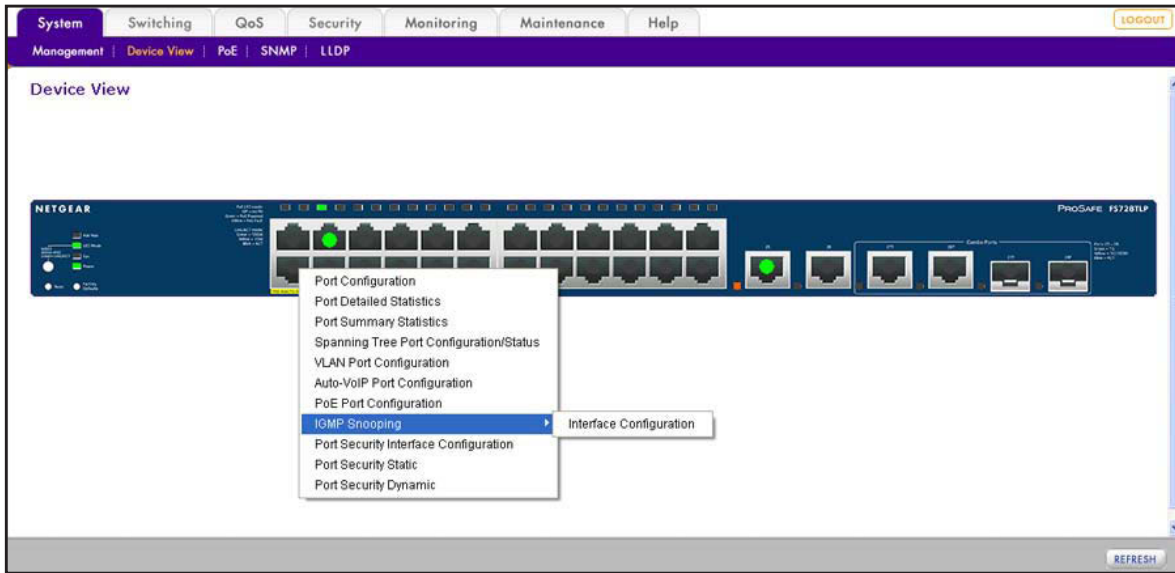 System Switching QoS Security Monitoring Maintenance Help LOGOUT
Management | Device View | PoE | SNMP | LLDP
Device View
NETGEAR
PROSAFE FS728TLP
Combo Ports
Port Configuration
Port Detailed Statistics
Port Summary Statistics
Spanning Tree Port Configuration/Status
VLAN Port Configuration
Auto-VoIP Port Configuration
PoE Port Configuration
IGMP Snooping
Interface Configuration
Port Security Interface Configuration
Port Security Static
Port Security Dynamic
REFRESH